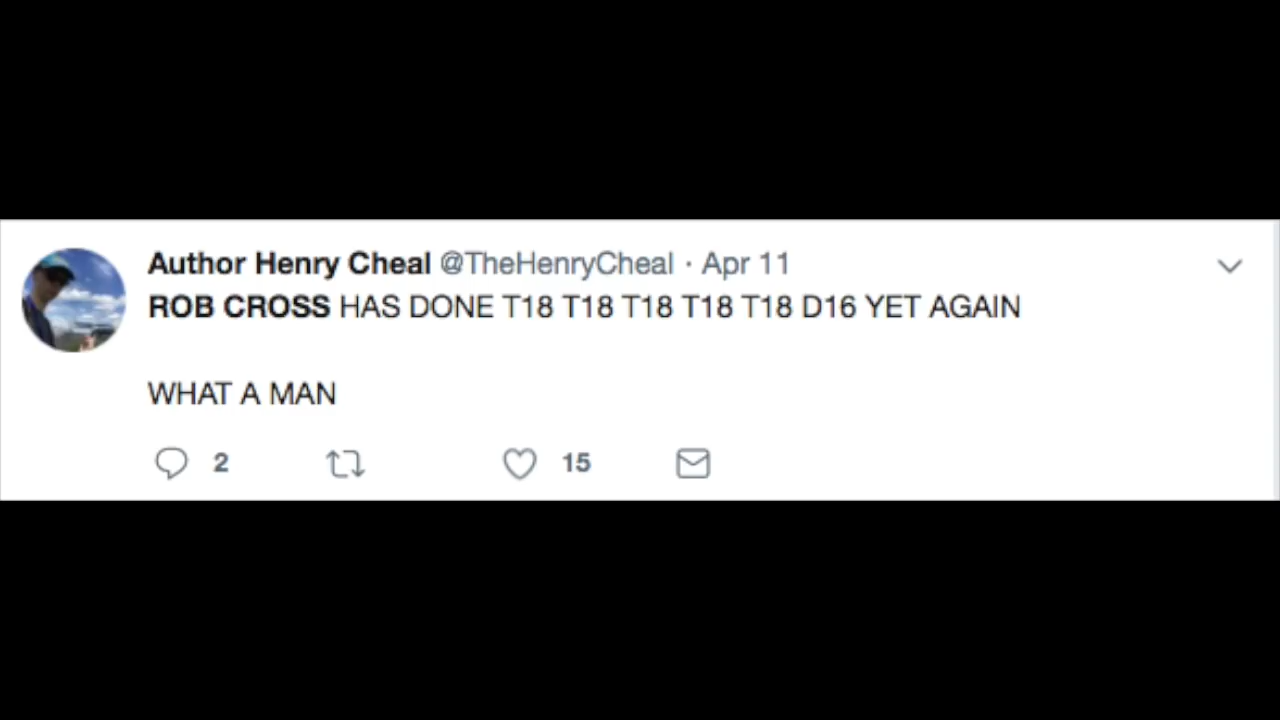 Author Henry Cheal @TheHenryCheal · Apr 11
ROB CROSS HAS DONE T18 T18 T18 T18 T18 D16 YET AGAIN
WHAT A MAN
2 15